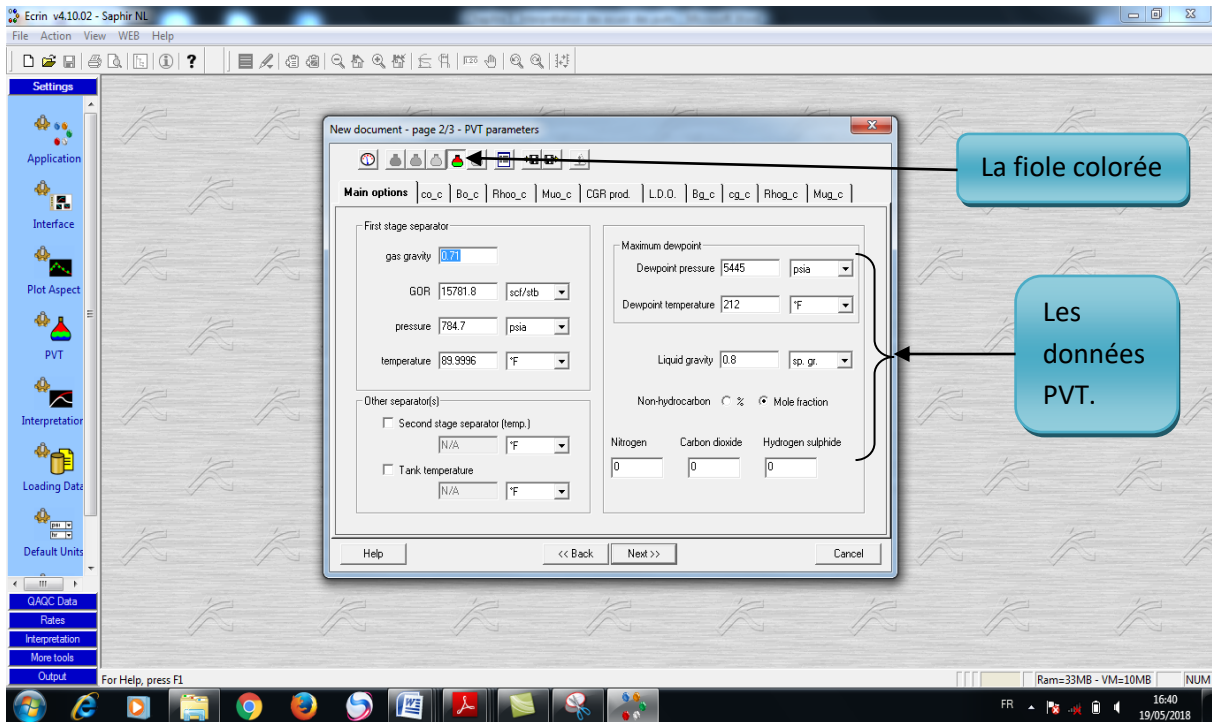 Ecrin v4.10.02 - Saphir NL
File Action View WEB Help
Settings
Application
Interface
Plot Aspect
PVT
Interpretation
Loading Data
Default Units
QAQC Data
Rates
Interpretation
More tools
Output
New document - page 2/3 - PVT parameters
Main options co_c Bo_c Rhoo_c Muo_c CGR prod. L.D.O. Bg_c cg_c Rhog_c Mug_c
First stage separator
gas gravity 0.71
GOR 15781.8 scf/stb
pressure 784.7 psia
temperature 89.9996 °F
Other separator(s)
Second stage separator (temp.)
N/A °F
Tank temperature
N/A °F
Maximum dewpoint
Dewpoint pressure 5445 psia
Dewpoint temperature 212 °F
Liquid gravity 0.8 sp. gr.
Non-hydrocarbon % Mole fraction
Nitrogen Carbon dioxide Hydrogen sulphide
0 0 0
Help << Back Next >> Cancel
La fiole colorée
Les
données
PVT.
For Help, press F1
Ram=33MB - VM=10MB NUM
FR 16:40
19/05/2018